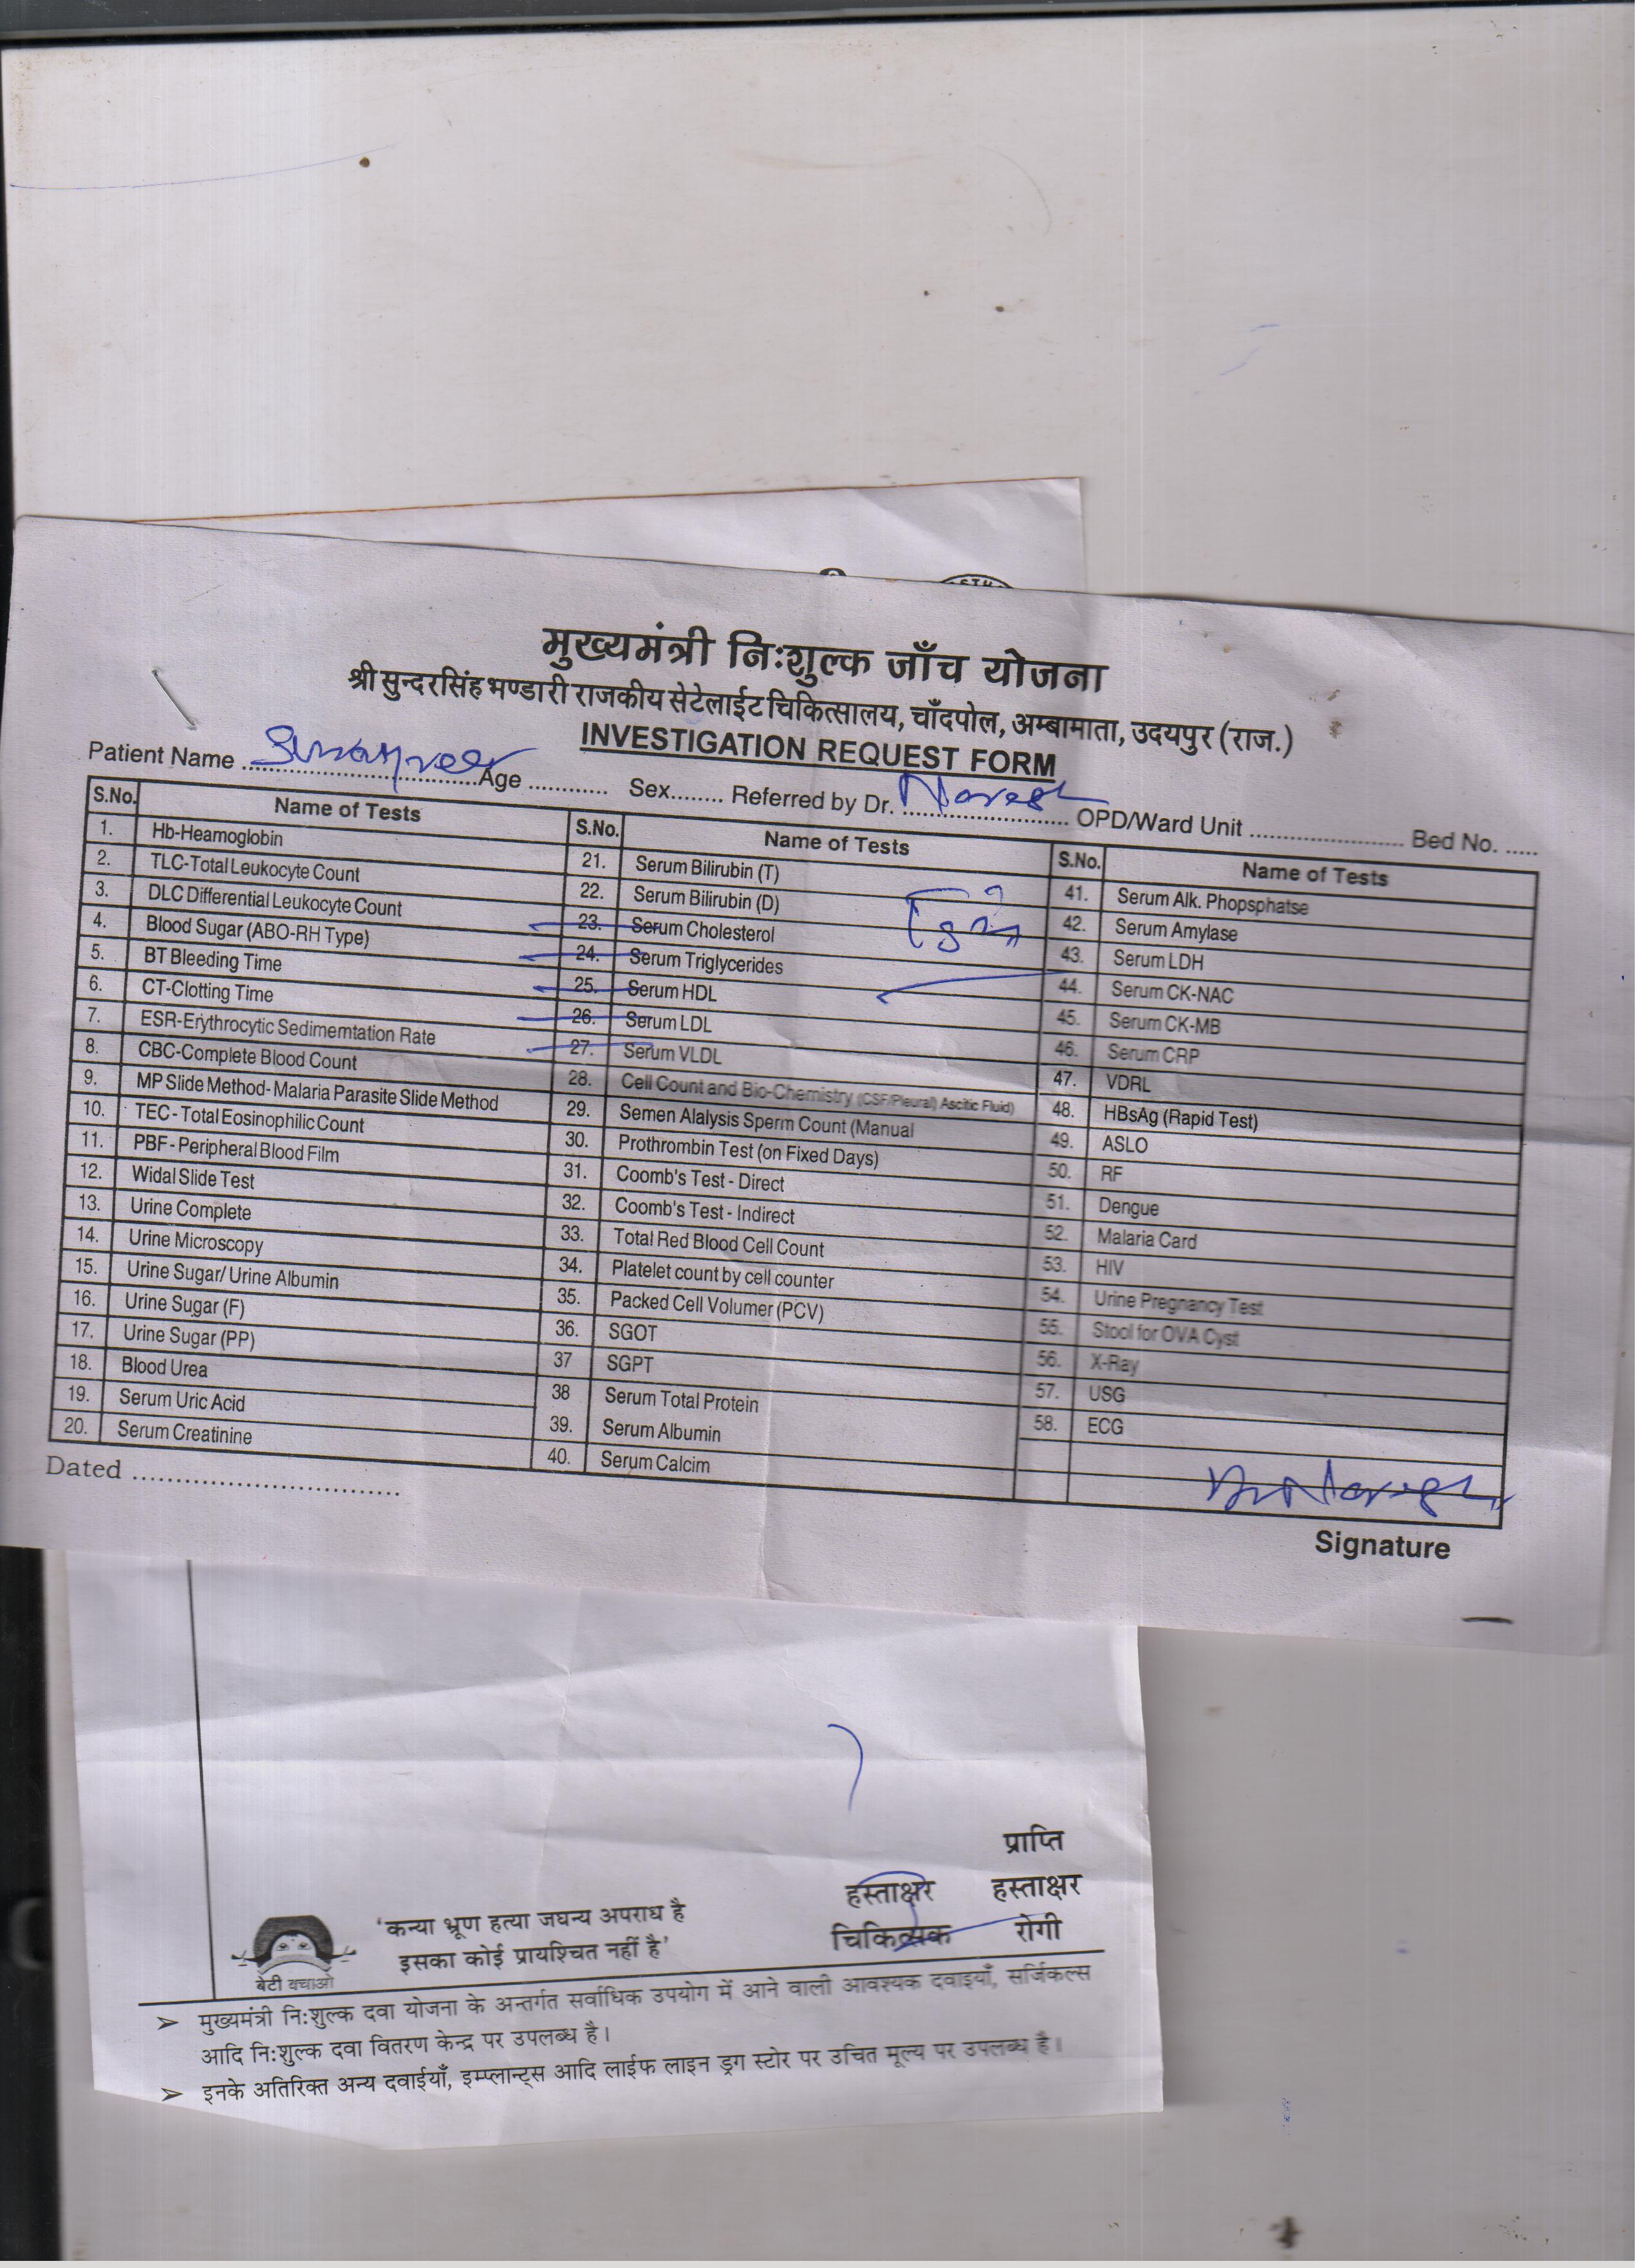 मुख्यमंत्री निःशुल्क जाँच योजना
श्री सुन्दरसिंह भण्डारी राजकीय सेटेलाईट चिकित्सालय, चाँदपोल, अम्बामाता, उदयपुर (राज.)
INVESTIGATION REQUEST FORM
Patient Name .......... Age .......... Sex........ Referred by Dr. Naresh .......... OPD/Ward Unit .......... Bed No. .....
S.No. Name of Tests S.No. Name of Tests S.No. Name of Tests
1. Hb-Heamoglobin 21. Serum Bilirubin (T) 41. Serum Alk. Phopsphatse
2. TLC-Total Leukocyte Count 22. Serum Bilirubin (D) 42. Serum Amylase
3. DLC Differential Leukocyte Count 23. Serum Cholesterol 43. Serum LDH
4. Blood Sugar (ABO-RH Type) 24. Serum Triglycerides 44. Serum CK-NAC
5. BT Bleeding Time 25. Serum HDL 45. Serum CK-MB
6. CT-Clotting Time 26. Serum LDL 46. Serum CRP
7. ESR-Erythrocytic Sedimemtation Rate 27. Serum VLDL 47. VDRL
8. CBC-Complete Blood Count 28. Cell Count and Bio-Chemistry (CSF/Pleural) Ascitic Fluid) 48. HBsAg (Rapid Test)
9. MP Slide Method- Malaria Parasite Slide Method 29. Semen Alalysis Sperm Count (Manual 49. ASLO
10. TEC - Total Eosinophilic Count 30. Prothrombin Test (on Fixed Days) 50. RF
11. PBF - Peripheral Blood Film 31. Coomb's Test - Direct 51. Dengue
12. Widal Slide Test 32. Coomb's Test - Indirect 52. Malaria Card
13. Urine Complete 33. Total Red Blood Cell Count 53. HIV
14. Urine Microscopy 34. Platelet count by cell counter 54. Urine Pregnancy Test
15. Urine Sugar/ Urine Albumin 35. Packed Cell Volumer (PCV) 55. Stool for OVA Cyst
16. Urine Sugar (F) 36. SGOT 56. X-Ray
17. Urine Sugar (PP) 37 SGPT 57. USG
18. Blood Urea 38 Serum Total Protein 58. ECG
19. Serum Uric Acid 39. Serum Albumin
20. Serum Creatinine 40. Serum Calcim
Dated ..........
Dr Naresh
Signature
प्राप्ति
हस्ताक्षर हस्ताक्षर
चिकित्सक रोगी
'कन्या भ्रूण हत्या जघन्य अपराध है
इसका कोई प्रायश्चित नहीं है'
बेटी बचाओ
➢ मुख्यमंत्री निःशुल्क दवा योजना के अन्तर्गत सर्वाधिक उपयोग में आने वाली आवश्यक दवाइयाँ, सर्जिकल्स
आदि निःशुल्क दवा वितरण केन्द्र पर उपलब्ध है।
➢ इनके अतिरिक्त अन्य दवाईयाँ, इम्प्लान्ट्स आदि लाईफ लाइन ड्रग स्टोर पर उचित मूल्य पर उपलब्ध है।